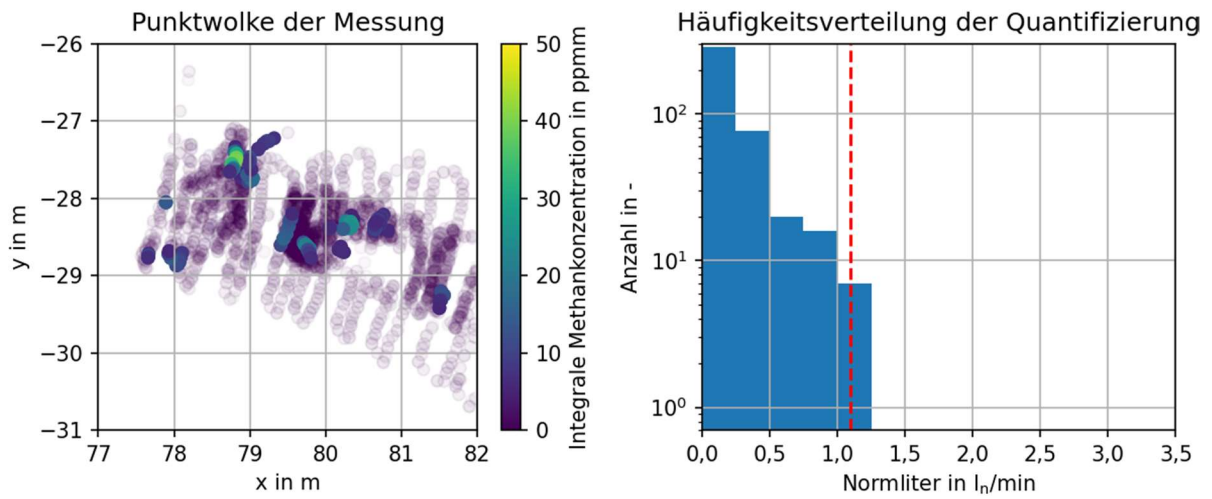 Punktwolke der Messung
−26
−27
−28
−29
−30
−31
y in m
77 78 79 80 81 82
x in m
50
40
30
20
10
0
Integrale Methankonzentration in ppmm
Häufigkeitsverteilung der Quantifizierung
10²
10¹
10⁰
Anzahl in -
0,0 0,5 1,0 1,5 2,0 2,5 3,0 3,5
Normliter in lₙ/min